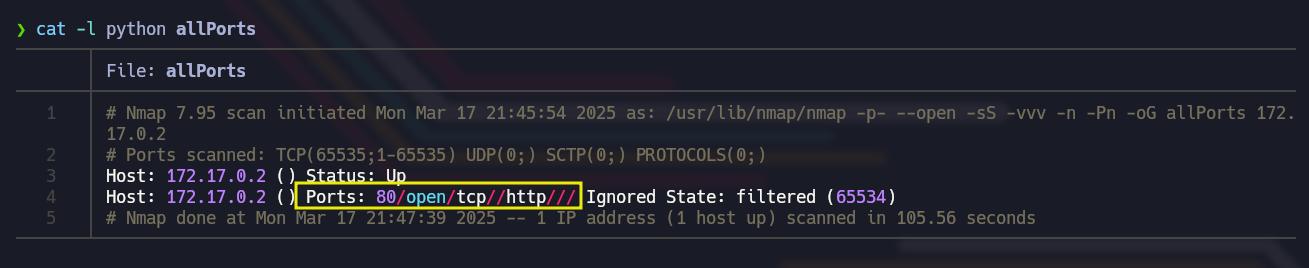 ❯ cat -l python allPorts
File: allPorts
1 # Nmap 7.95 scan initiated Mon Mar 17 21:45:54 2025 as: /usr/lib/nmap/nmap -p- --open -sS -vvv -n -Pn -oG allPorts 172.
17.0.2
2 # Ports scanned: TCP(65535;1-65535) UDP(0;) SCTP(0;) PROTOCOLS(0;)
3 Host: 172.17.0.2 () Status: Up
4 Host: 172.17.0.2 () Ports: 80/open/tcp//http/// Ignored State: filtered (65534)
5 # Nmap done at Mon Mar 17 21:47:39 2025 -- 1 IP address (1 host up) scanned in 105.56 seconds